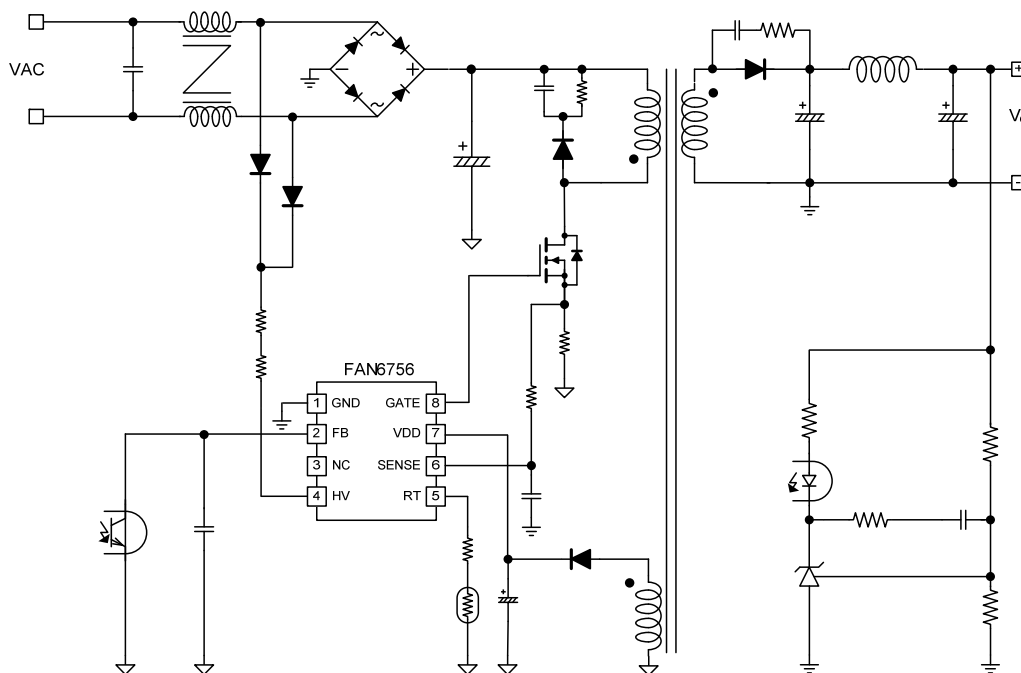 VAC
~
− +
~
+
+
+
+
−
FAN6756
1 GND GATE 8
2 FB VDD 7
3 NC SENSE 6
4 HV RT 5
+